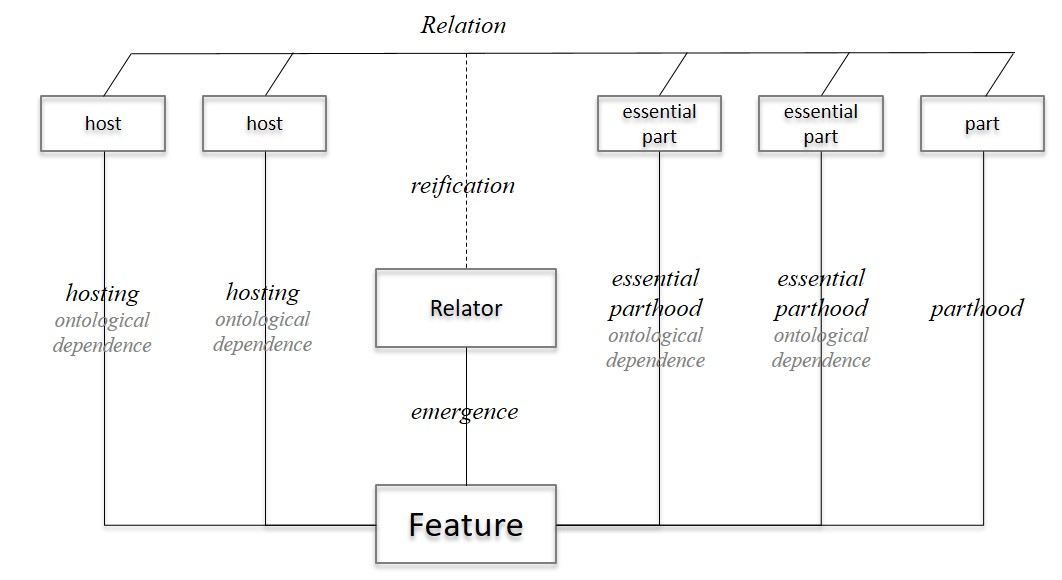 Relation
host
host
essential
part
essential
part
part
reification
hosting
ontological
dependence
hosting
ontological
dependence
Relator
essential
parthood
ontological
dependence
essential
parthood
ontological
dependence
parthood
emergence
Feature